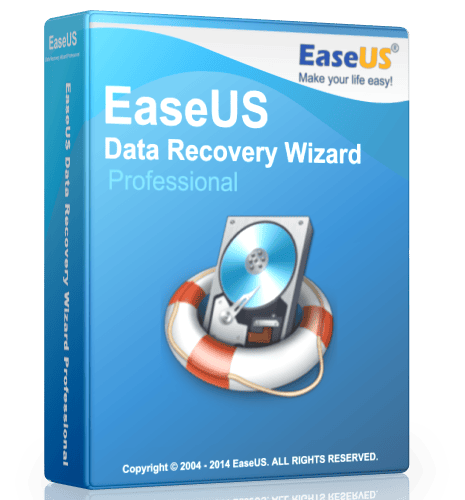 EaseUS®
Make your life easy!
EaseUS
Data Recovery Wizard
Professional
Copyright © 2004 - 2014 EaseUS. ALL RIGHTS RESERVED.
EaseUS
EaseUS Data Recovery Wizard Professional